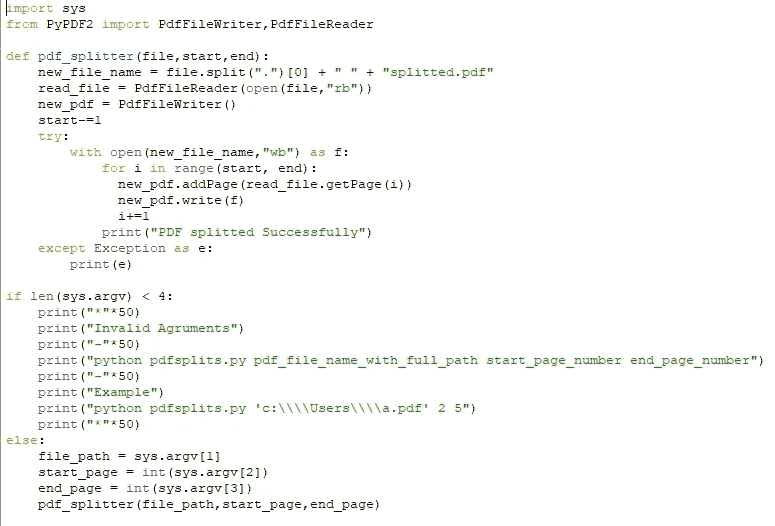 import sys
from PyPDF2 import PdfFileWriter,PdfFileReader

def pdf_splitter(file,start,end):
    new_file_name = file.split(".")[0] + " " + "splitted.pdf"
    read_file = PdfFileReader(open(file,"rb"))
    new_pdf = PdfFileWriter()
    start-=1
    try:
        with open(new_file_name,"wb") as f:
            for i in range(start, end):
              new_pdf.addPage(read_file.getPage(i))
              new_pdf.write(f)
              i+=1
            print("PDF splitted Successfully")
    except Exception as e:
        print(e)

if len(sys.argv) < 4:
    print("*"*50)
    print("Invalid Agruments")
    print("-"*50)
    print("python pdfsplits.py pdf_file_name_with_full_path start_page_number end_page_number")
    print("-"*50)
    print("Example")
    print("python pdfsplits.py 'c:\\\\Users\\\\a.pdf' 2 5")
    print("*"*50)
else:
    file_path = sys.argv[1]
    start_page = int(sys.argv[2])
    end_page = int(sys.argv[3])
    pdf_splitter(file_path,start_page,end_page)